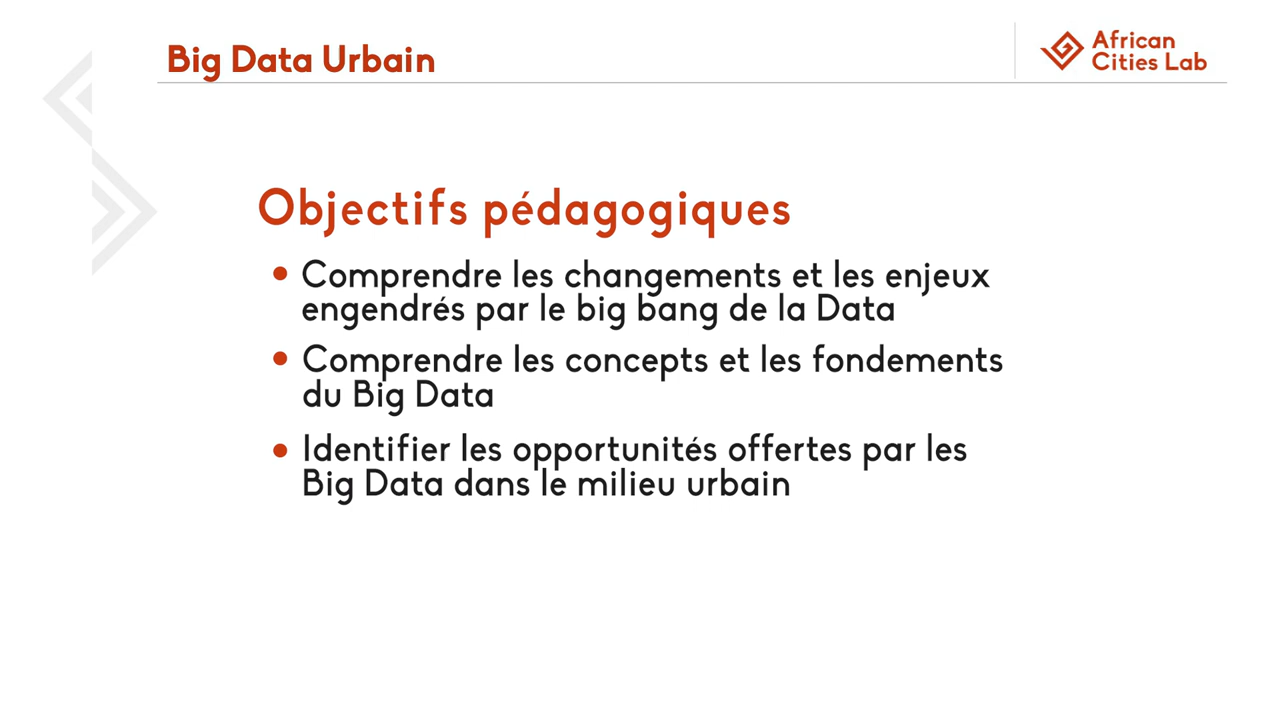 Big Data Urbain
African
Cities Lab
Objectifs pédagogiques
Comprendre les changements et les enjeux
engendrés par le big bang de la Data
Comprendre les concepts et les fondements
du Big Data
Identifier les opportunités offertes par les
Big Data dans le milieu urbain